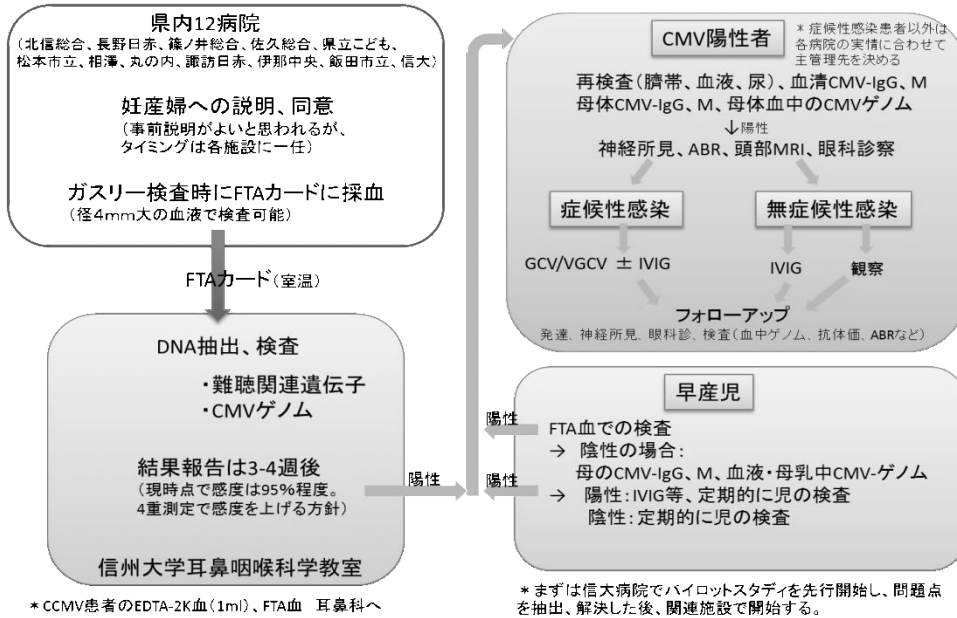 県内12病院
(北信総合、長野日赤、篠ノ井総合、佐久総合、県立こども、
松本市立、相澤、丸の内、諏訪日赤、伊那中央、飯田市立、信大)
妊産婦への説明、同意
(事前説明がよいと思われるが、
タイミングは各施設に一任)
ガスリー検査時にFTAカードに採血
(径4mm大の血液で検査可能)
FTAカード(室温)
DNA抽出、検査
・難聴関連遺伝子
・CMVゲノム
結果報告は3-4週後
(現時点で感度は95%程度。
4重測定で感度を上げる方針)
信州大学耳鼻咽喉科学教室
*CCMV患者のEDTA-2K血(1ml)、FTA血 耳鼻科へ
陽性
CMV陽性者
*症候性感染患者以外は
各病院の実情に合わせて
主管理先を決める
再検査(臍帯、血液、尿)、血清CMV-IgG、M
母体CMV-IgG、M、母体血中のCMVゲノム
↓陽性
神経所見、ABR、頭部MRI、眼科診察
症候性感染
無症候性感染
GCV/VGCV ± IVIG
IVIG
観察
フォローアップ
発達、神経所見、眼科診、検査(血中ゲノム、抗体価、ABRなど)
早産児
陽性
FTA血での検査
→ 陰性の場合:
母のCMV-IgG、M、血液・母乳中CMV-ゲノム
陽性
→ 陽性:IVIG等、定期的に児の検査
陰性:定期的に児の検査
*まずは信大病院でパイロットスタディを先行開始し、問題点
を抽出、解決した後、関連施設で開始する。